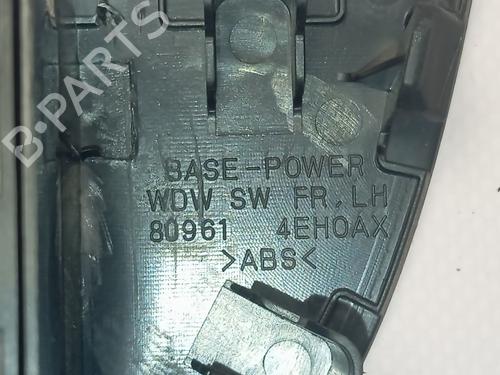 B-PARTS
BASE-POWER
WDW SW FR,LH
80961 4EH0AX
>ABS<